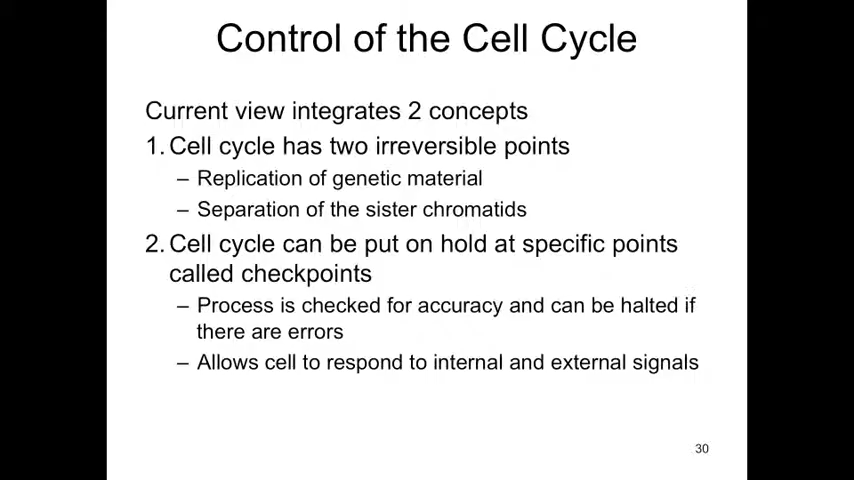 Control of the Cell Cycle
Current view integrates 2 concepts
1. Cell cycle has two irreversible points
– Replication of genetic material
– Separation of the sister chromatids
2. Cell cycle can be put on hold at specific points
called checkpoints
– Process is checked for accuracy and can be halted if
there are errors
– Allows cell to respond to internal and external signals
30